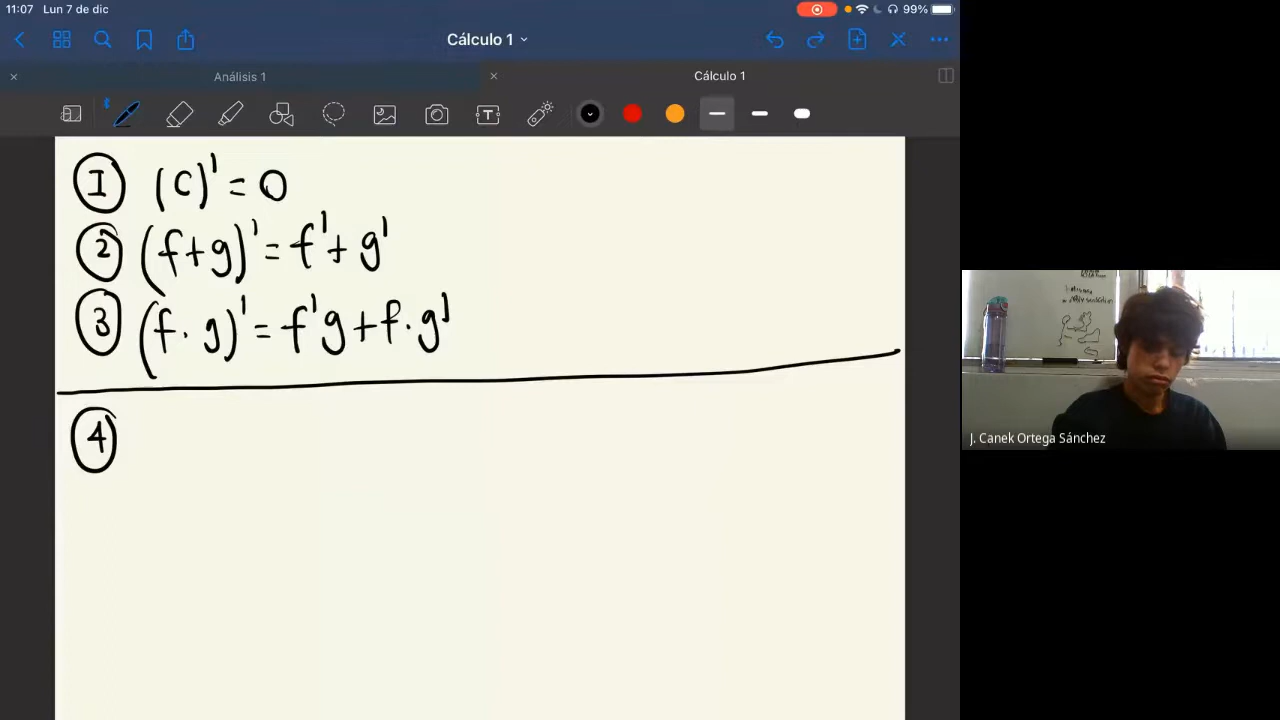 11:07 Lun 7 de dic
99%
Cálculo 1
Análisis 1
Cálculo 1
T
① (c)' = 0
② (f+g)' = f' + g'
③ (f · g)' = f'g + f · g'
④
J. Canek Ortega Sánchez